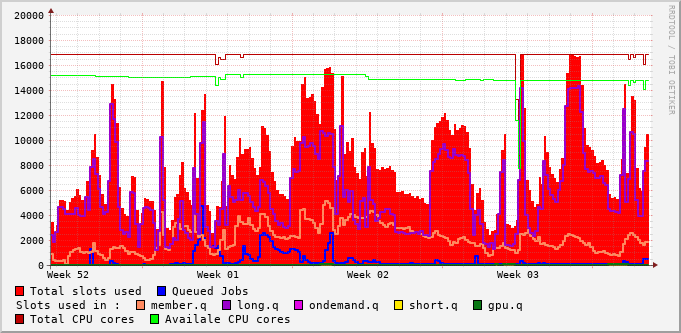 20000
18000
16000
14000
12000
10000
8000
6000
4000
2000
0
Week 52 Week 01 Week 02 Week 03
RRDTOOL / TOBI OETIKER
Total slots used Queued Jobs
Slots used in : member.q long.q ondemand.q short.q gpu.q
Total CPU cores Availale CPU cores